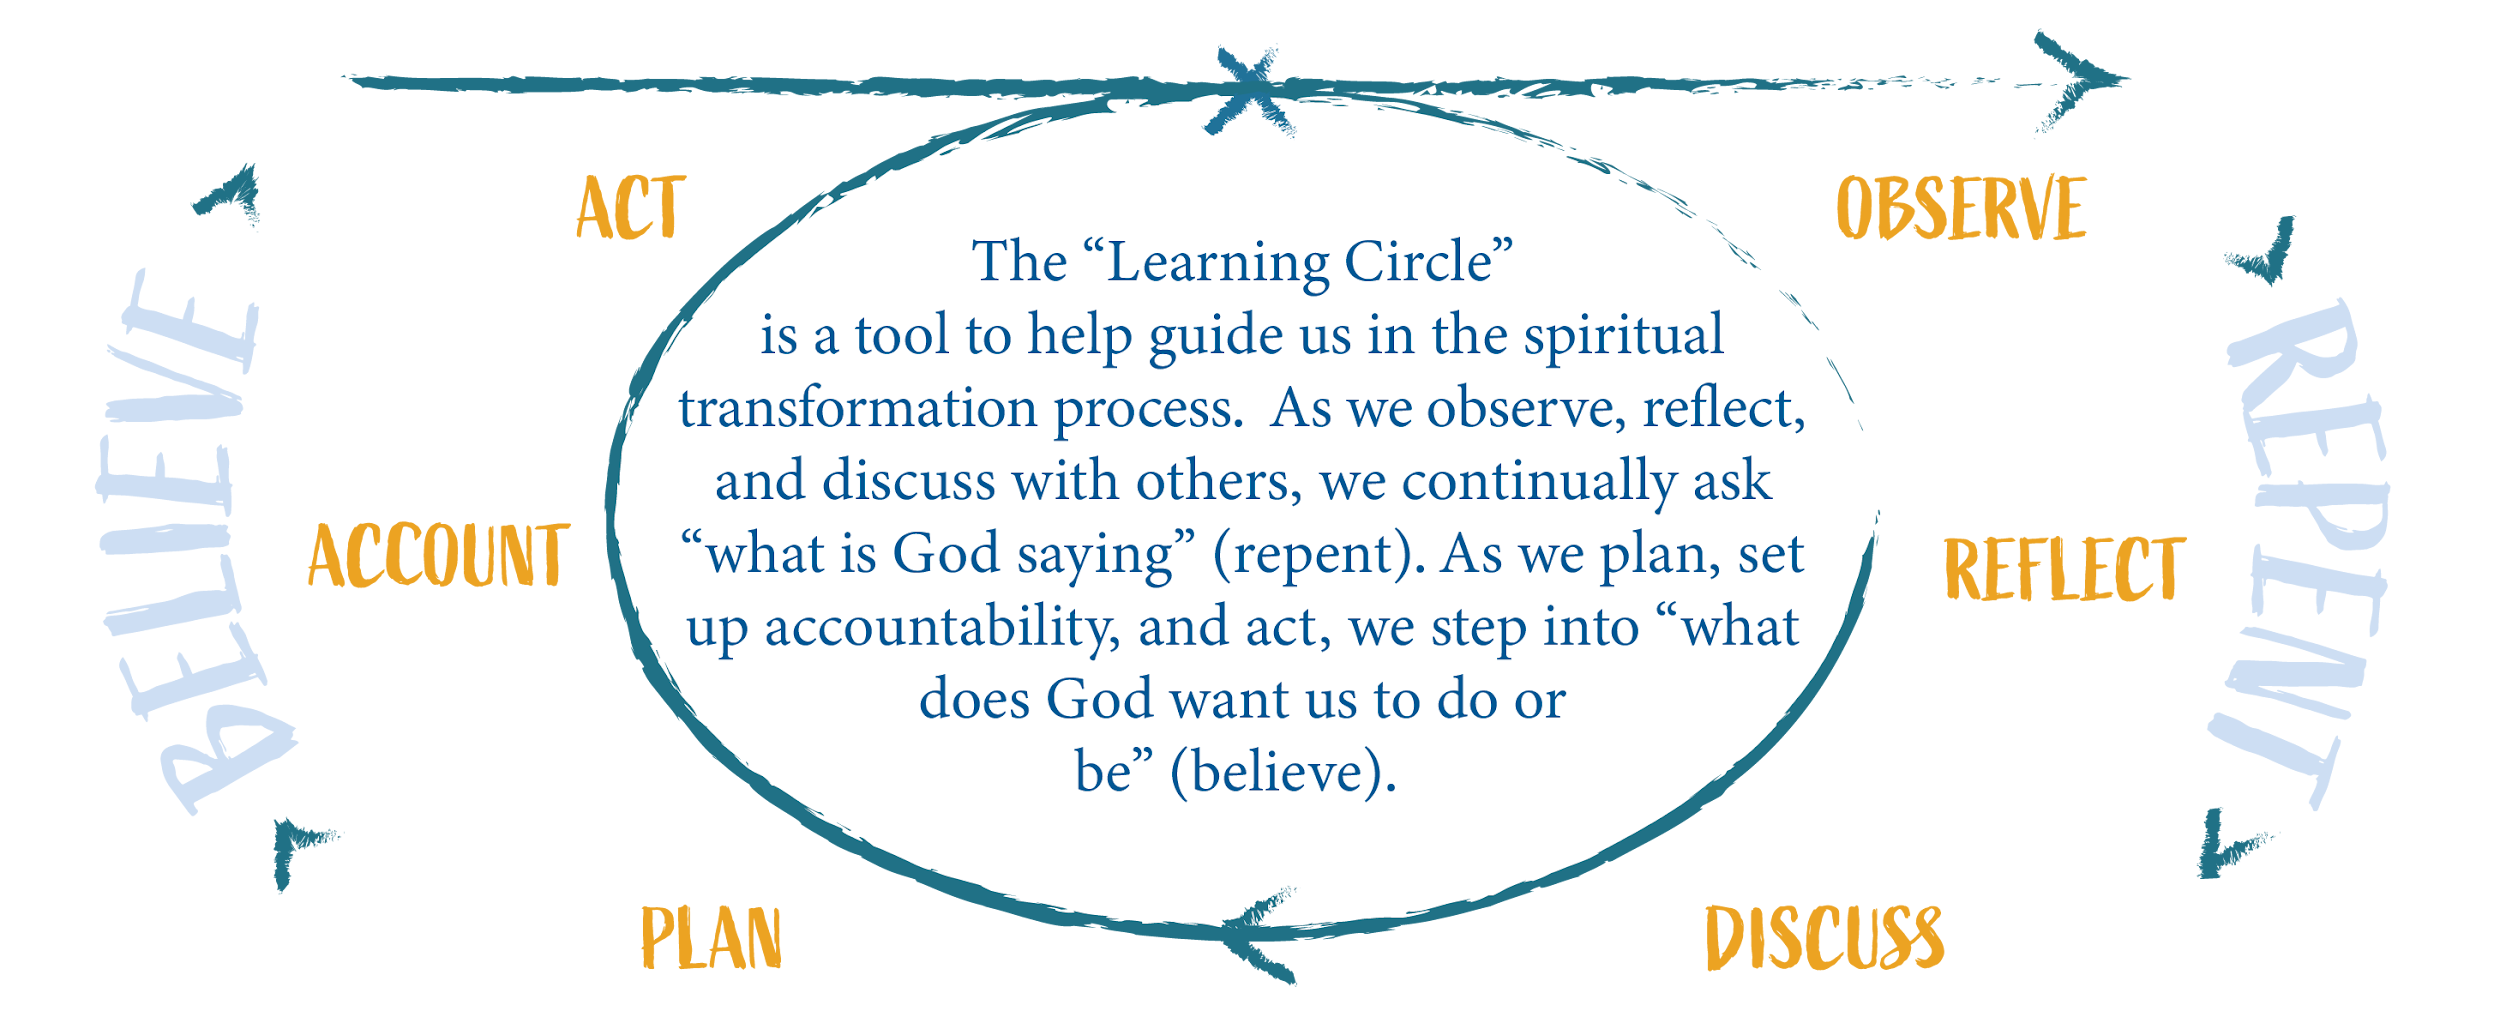 ACT
OBSERVE
The “Learning Circle”
is a tool to help guide us in the spiritual
transformation process.  As we observe, reflect,
and discuss with others, we continually ask
“what is God saying” (repent). As we plan, set
up accountability, and act, we step into “what
does God want us to do or
be” (believe).
BELIEVE
ACCOUNT
REFLECT
REPENT
PLAN
DISCUSS